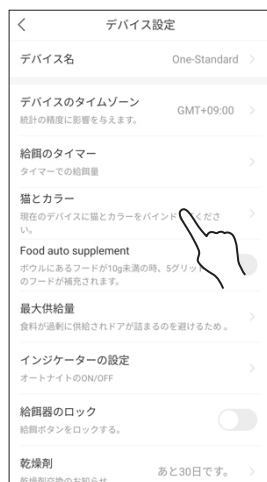 デバイス設定
デバイス名 One-Standard
デバイスのタイムゾーン GMT+09:00
統計の精度に影響を与えます。
給餌のタイマー
タイマーでの給餌量
猫とカラー
現在のデバイスに猫とカラーをバインド くださ
い。
Food auto supplement
ボウルにあるフードが10g未満の時、5グリッ
のフードが補充されます。
最大供給量
食料が過剰に供給されドアが詰まるのを避けるため。
インジケーターの設定
オートナイトのON/OFF
給餌器のロック
給餌ボタンをロックする。
乾燥剤 あと30日です。
乾燥剤交換のお知らせ